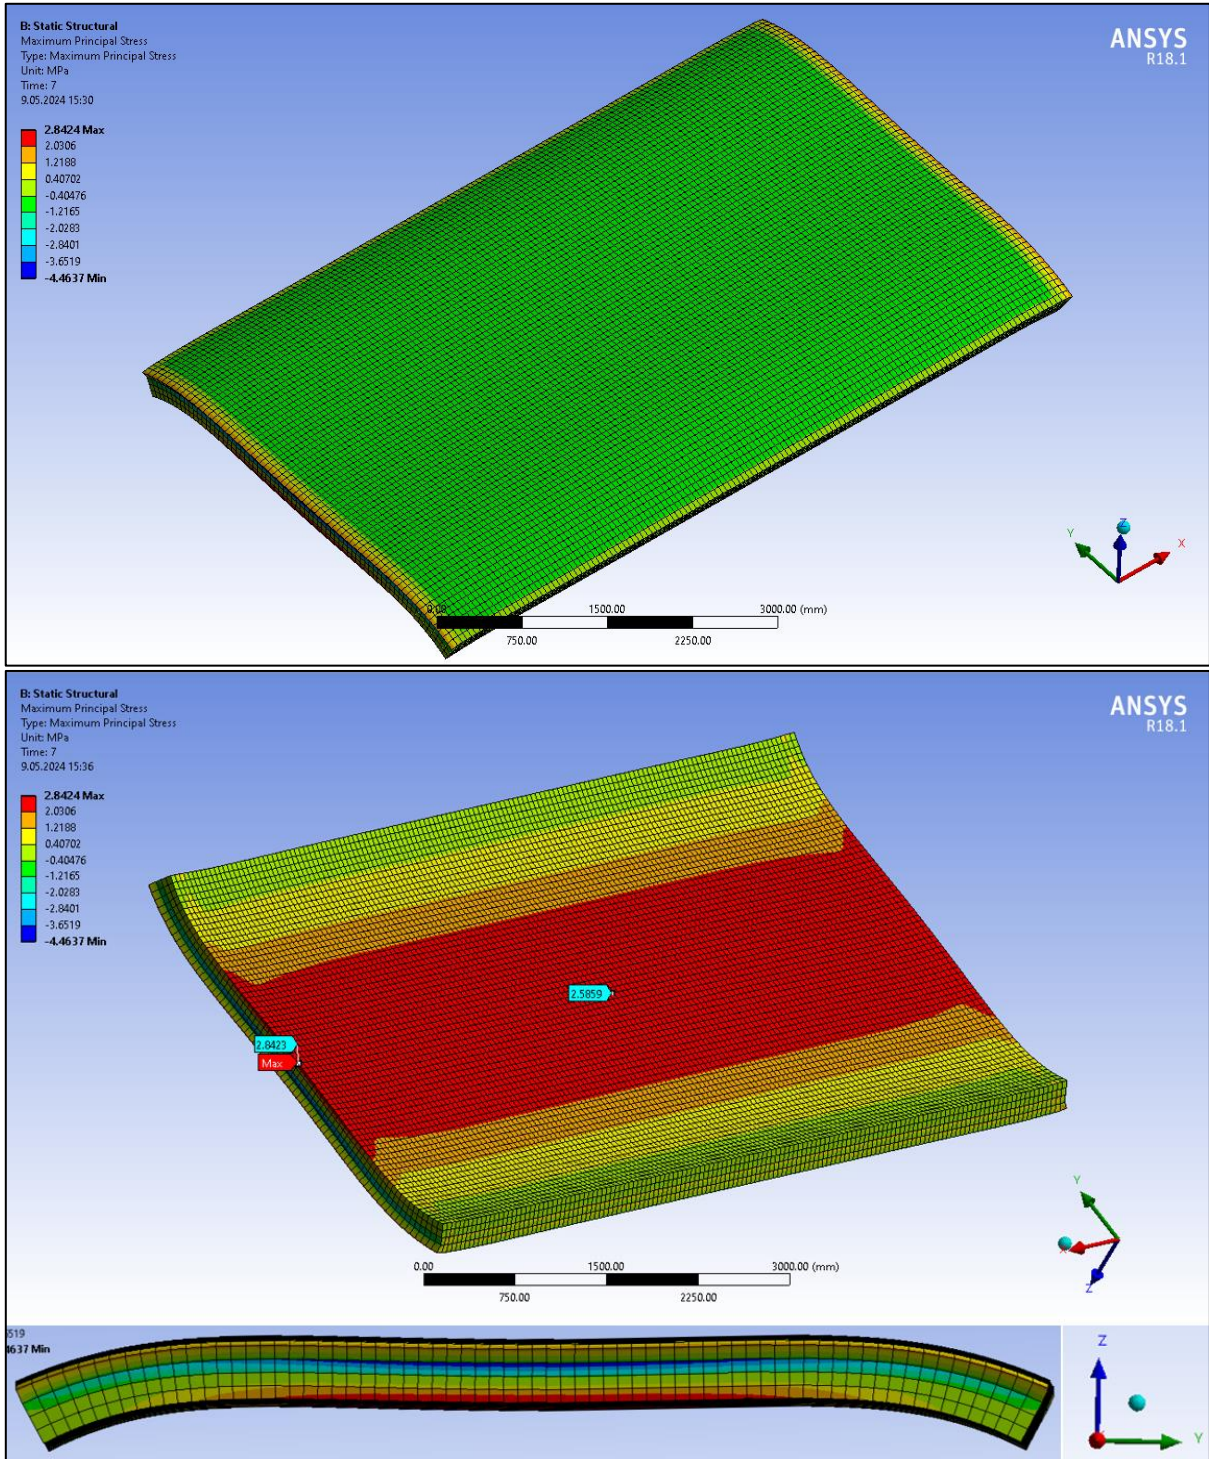 B: Static Structural
Maximum Principal Stress
Type: Maximum Principal Stress
Unit: MPa
Time: 7
9.05.2024 15:30
ANSYS
R18.1
2.8424 Max
2.0306
1.2188
0.40702
-0.40476
-1.2165
-2.0283
-2.8401
-3.6519
-4.4637 Min
Z
Y
X
0.00
1500.00
3000.00 (mm)
750.00
2250.00
B: Static Structural
Maximum Principal Stress
Type: Maximum Principal Stress
Unit: MPa
Time: 7
9.05.2024 15:36
ANSYS
R18.1
2.8424 Max
2.0306
1.2188
0.40702
-0.40476
-1.2165
-2.0283
-2.8401
-3.6519
-4.4637 Min
2.5859
2.8423
Max
Y
Z
0.00
1500.00
3000.00 (mm)
750.00
2250.00
519
4637 Min
Z
Y